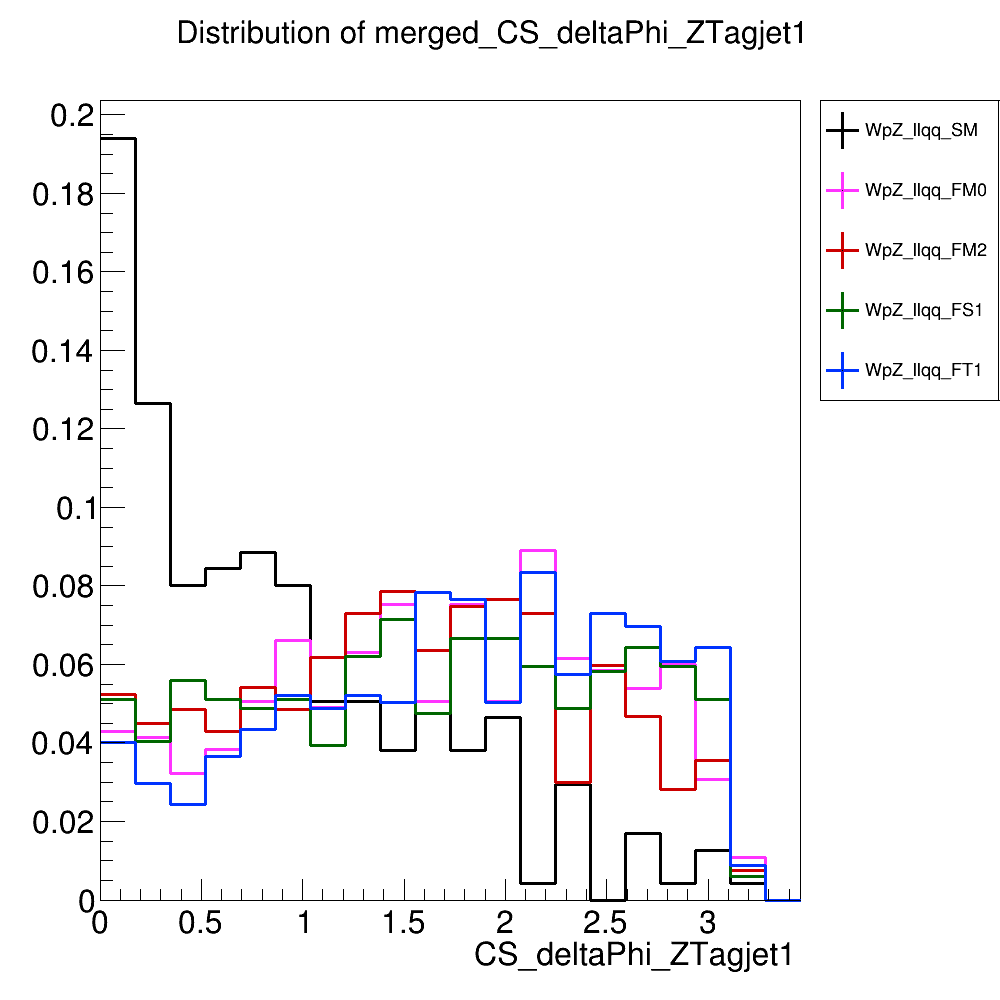 Distribution of merged_CS_deltaPhi_ZTagjet1
0.2
0.18
0.16
0.14
0.12
0.1
0.08
0.06
0.04
0.02
0
0 0.5 1 1.5 2 2.5 3
CS_deltaPhi_ZTagjet1
WpZ_llqq_SM
WpZ_llqq_FM0
WpZ_llqq_FM2
WpZ_llqq_FS1
WpZ_llqq_FT1